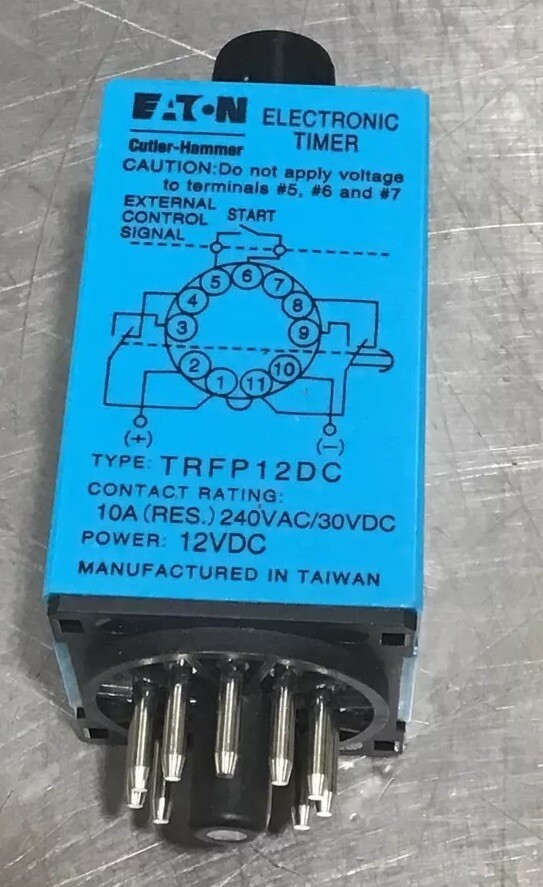 EATON ELECTRONIC
Cutler-Hammer TIMER
CAUTION:Do not apply voltage
to terminals #5, #6 and #7
EXTERNAL
CONTROL START
SIGNAL
5 6 7
4 8
3 9
2 10
1 11
(+) (-)
TYPE: TRFP12DC
CONTACT RATING:
10A (RES.) 240VAC/30VDC
POWER: 12VDC
MANUFACTURED IN TAIWAN